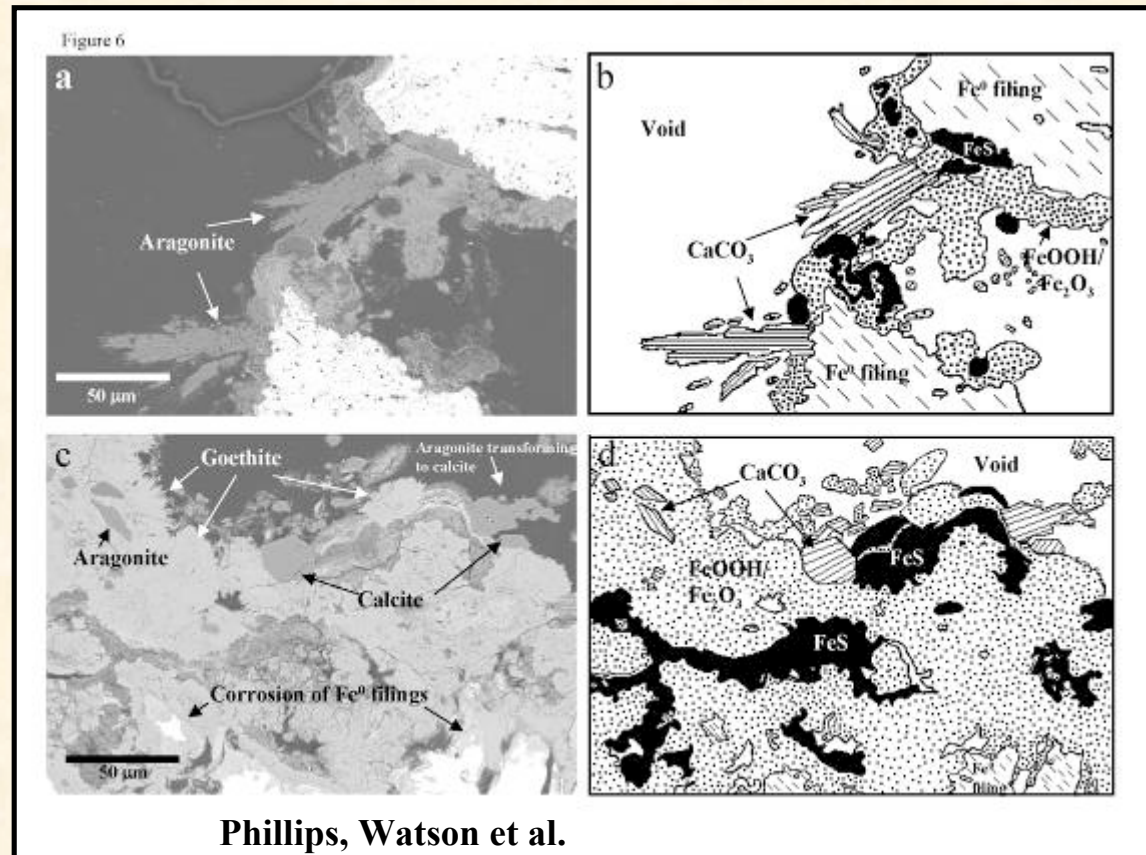 Figure 6
a
Aragonite
50 μm
b
Fe⁰ filing
Void
FeS
CaCO₃
FeOOH/
Fe₂O₃
Fe⁰ filing
c
Goethite
Aragonite transforming
to calcite
Aragonite
Calcite
Corrosion of Fe⁰ filings
50 μm
d
CaCO₃
Void
FeS
FeOOH/
Fe₂O₃
FeS
Fe⁰
filing
Phillips, Watson et al.